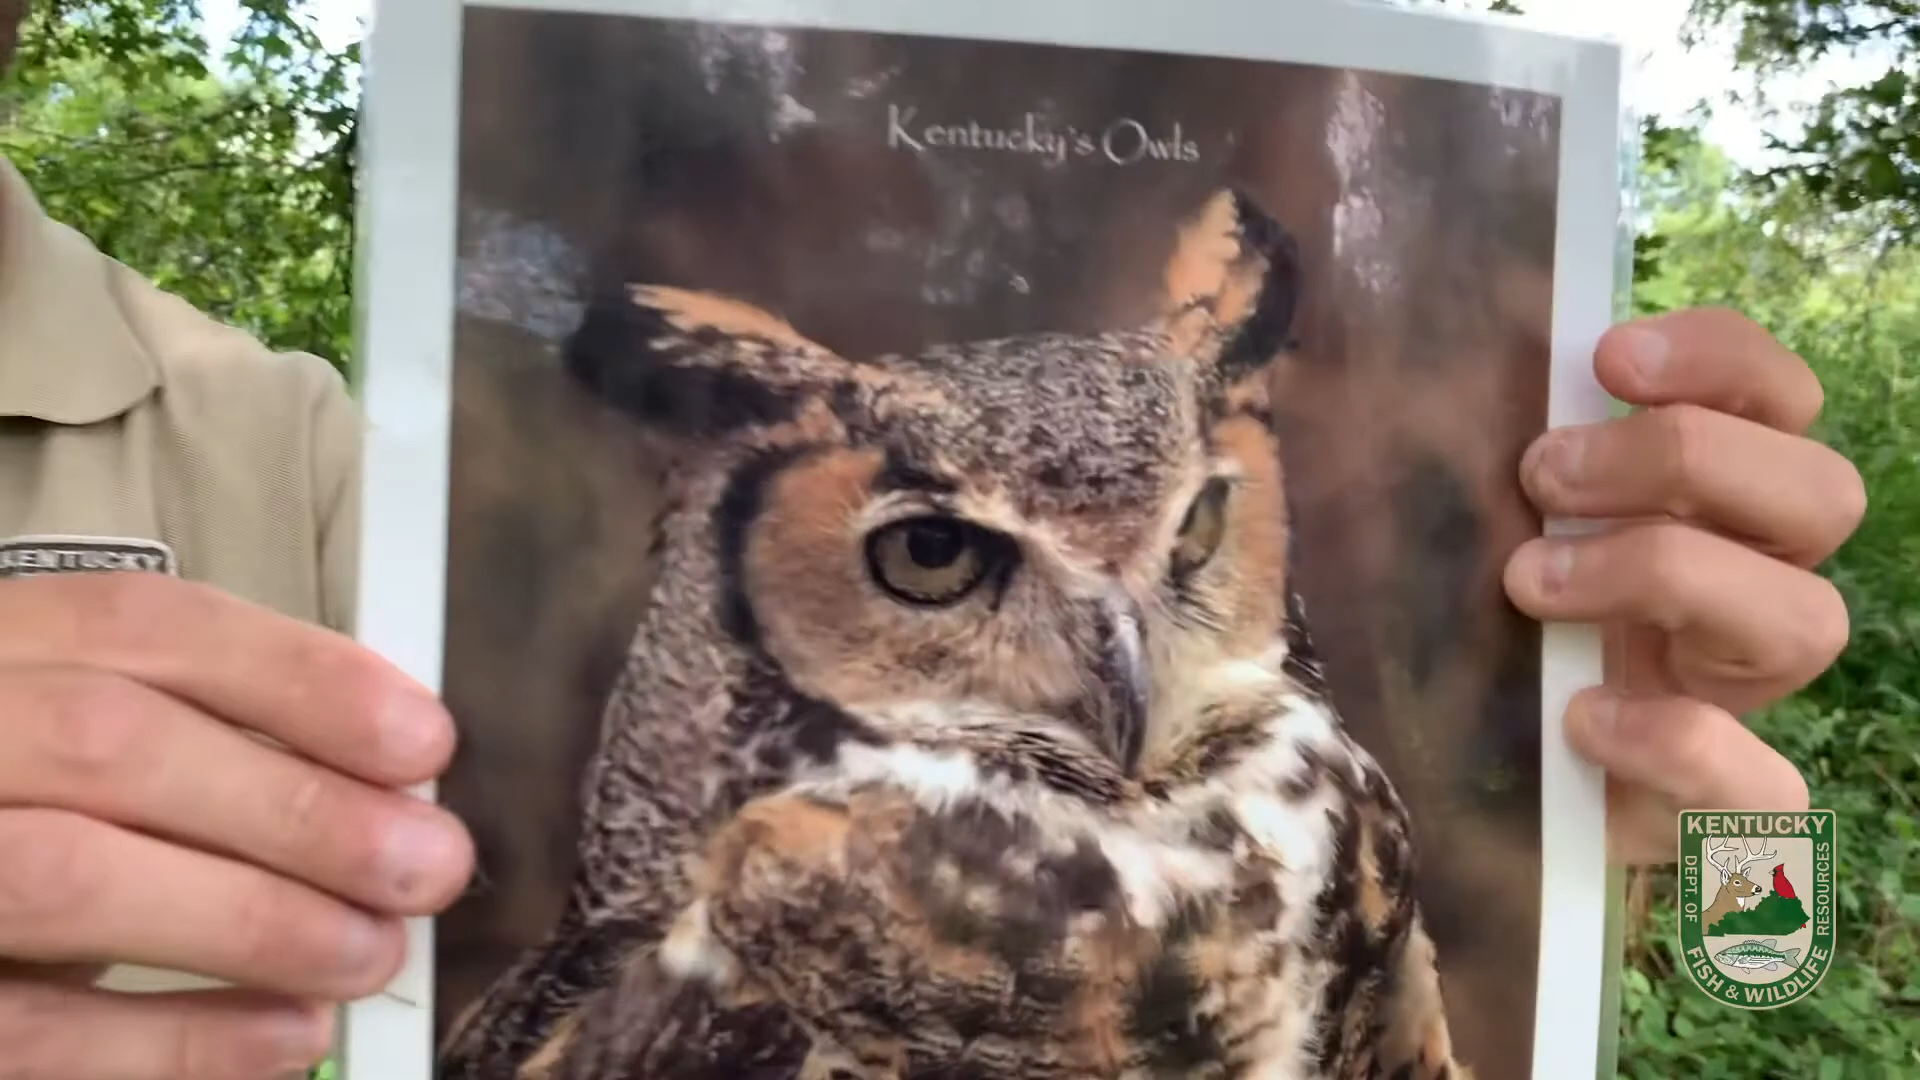 Kentucky's Owls
KENTUCKY
KENTUCKY
DEPT. OF
FISH & WILDLIFE
RESOURCES